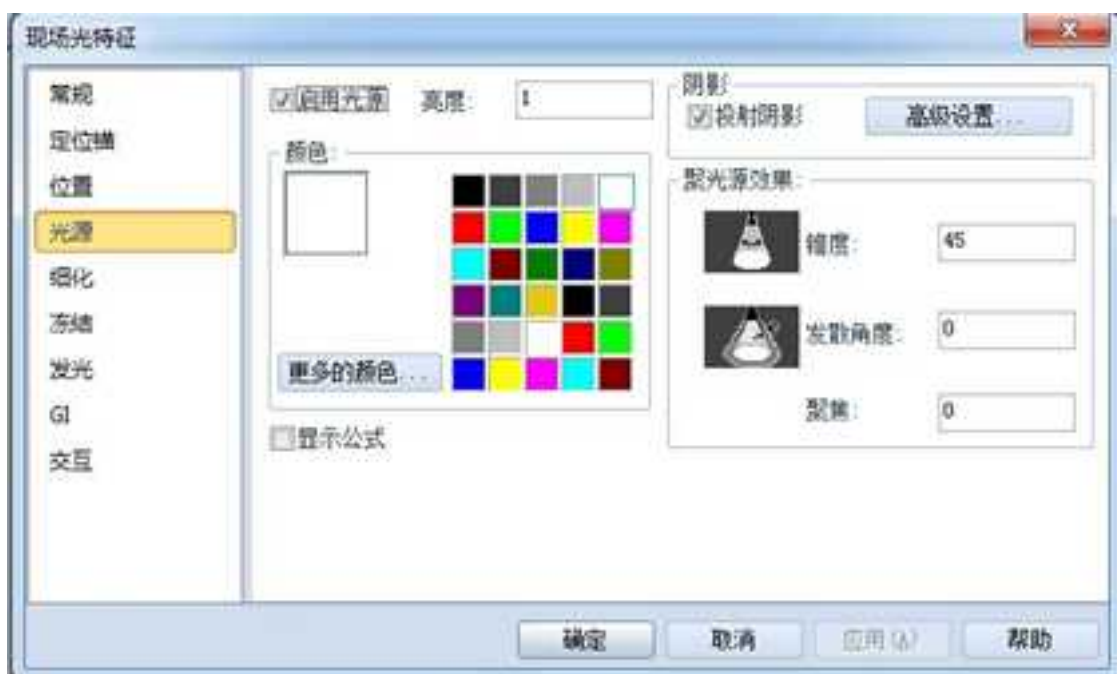 现场光特征
常规
定位锚
位置
光源
细化
冻结
发光
GI
交互
启用光源 亮度: 1
颜色:
更多的颜色...
显示公式
阴影
投射阴影 高级设置...
聚光源效果:
锥度: 45
发散角度: 0
聚焦: 0
确定 取消 应用(A) 帮助